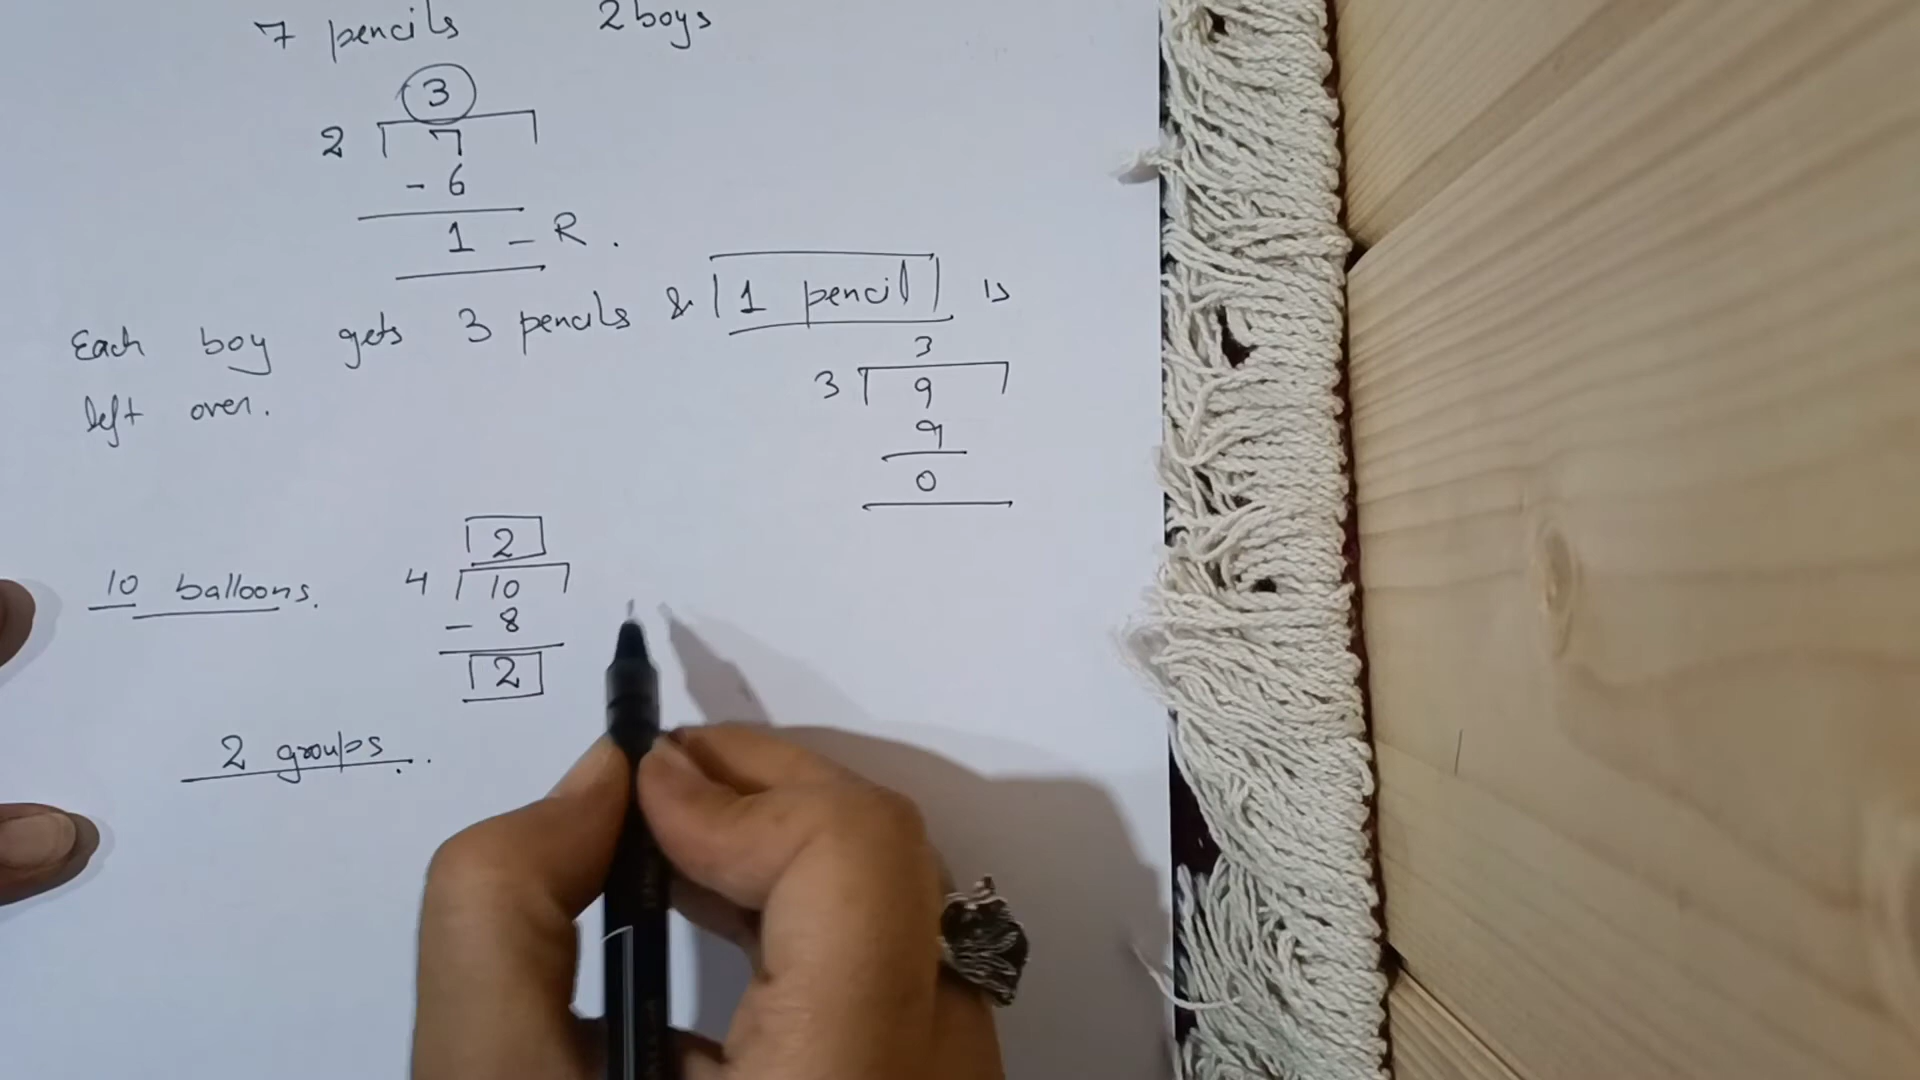 7 pencils 2 boys
3
2 7
- 6
1 - R.
Each boy gets 3 pencils & 1 pencil is
left over.
3
3 9
9
0
2
10 balloons. 4 10
- 8
2
2 groups.